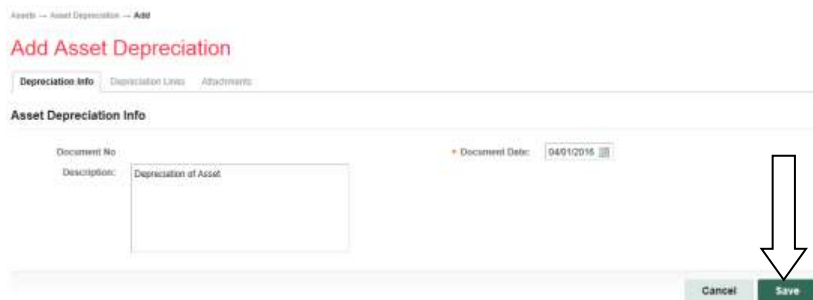 Assets → Asset Depreciation → Add
Add Asset Depreciation
Depreciation Info Depreciation Lines Attachments
Asset Depreciation Info
Document No * Document Date: 04/01/2016
Description: Depreciation of Asset
Cancel Save